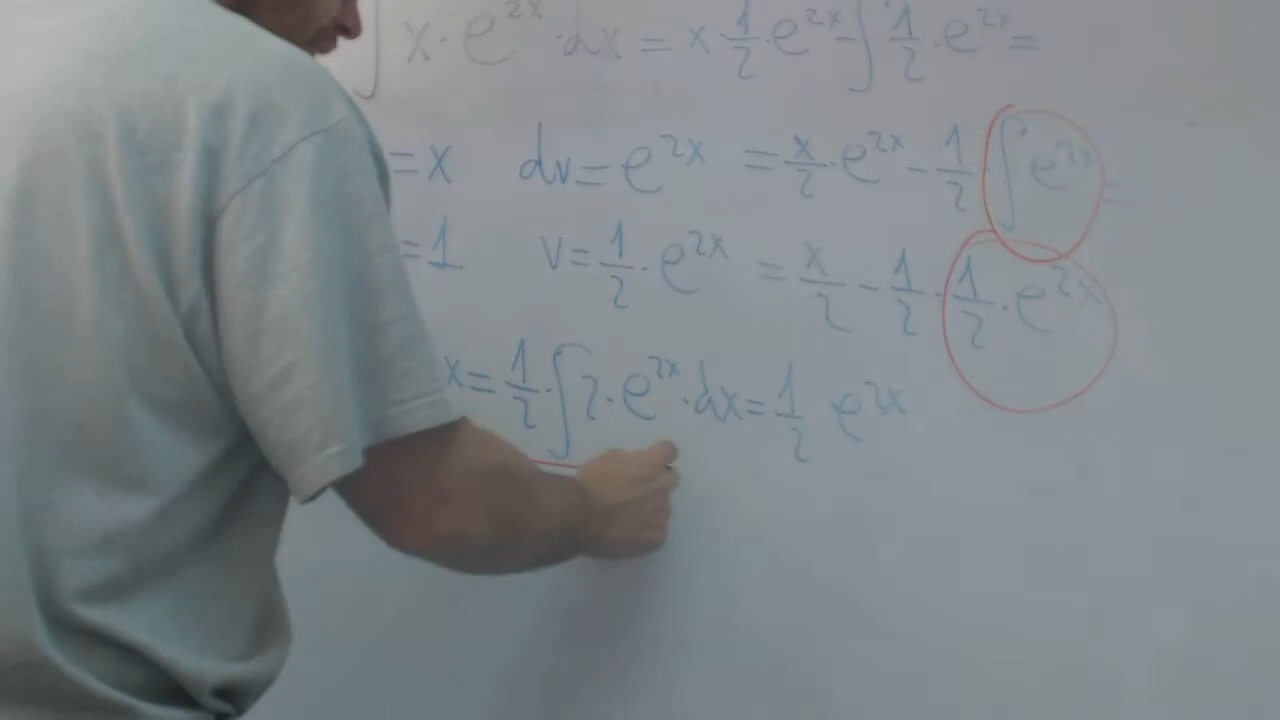 ∫ x · e^{2x} · dx = x · 1/2 · e^{2x} - ∫ 1 · 1/2 · e^{2x} =
= x dv = e^{2x} = x/2 · e^{2x} - 1/2 ∫ e^{2x} =
= 1 v = 1/2 · e^{2x} = x/2 - 1/2 · 1/2 · e^{2x}
x = 1/2 · ∫ 2 · e^{2x} · dx = 1/2 e^{2x}